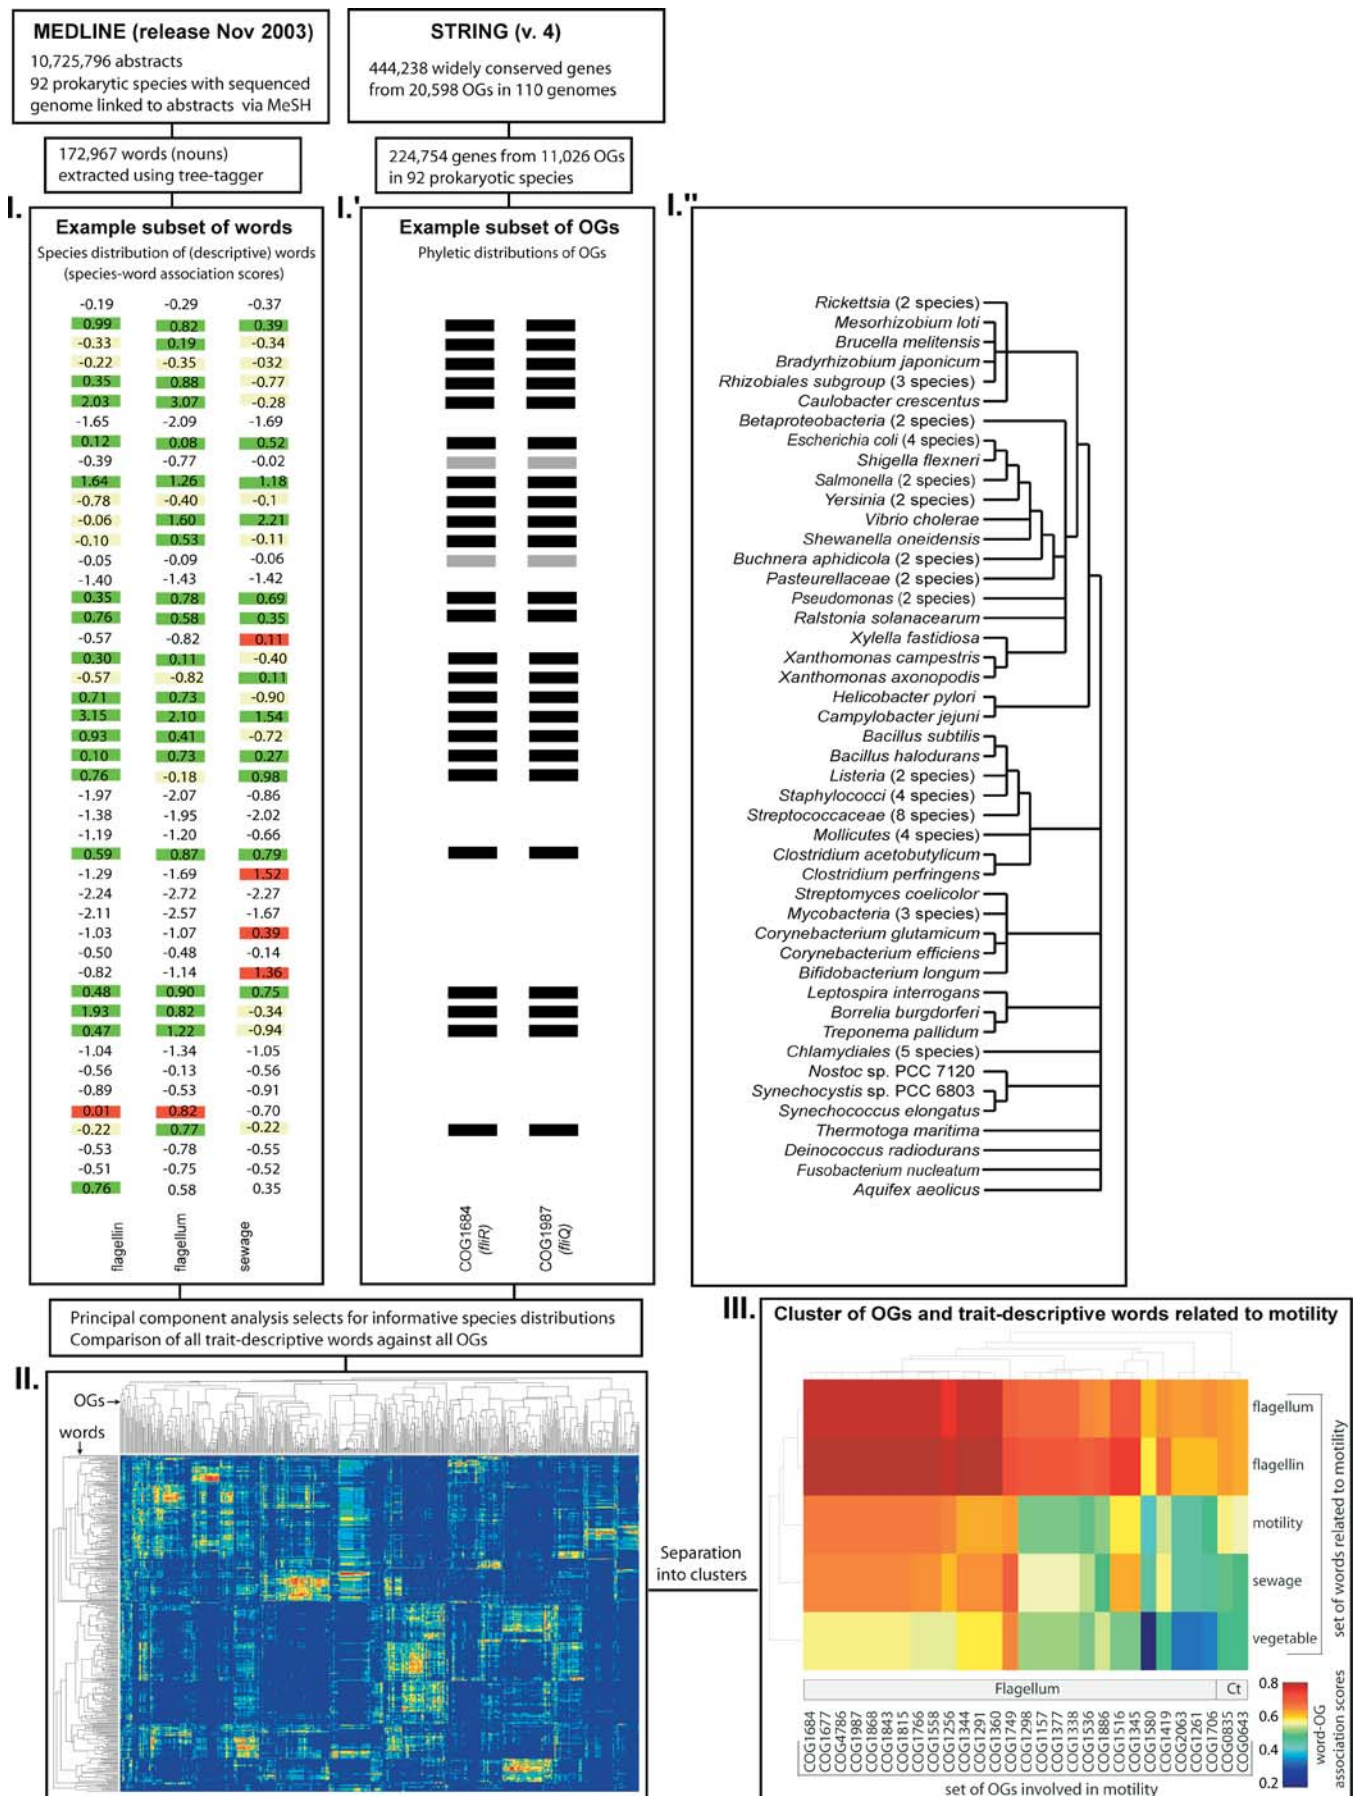 MEDLINE (release Nov 2003)
10,725,796 abstracts
92 prokarytic species with sequenced
genome linked to abstracts via MeSH
STRING (v. 4)
444,238 widely conserved genes
from 20,598 OGs in 110 genomes
172,967 words (nouns)
extracted using tree-tagger
224,754 genes from 11,026 OGs
in 92 prokaryotic species
I.
Example subset of words
Species distribution of (descriptive) words
(species-word association scores)
-0.19 -0.29 -0.37
0.99 0.82 0.39
-0.33 0.19 -0.34
-0.22 -0.35 -032
0.35 0.88 -0.77
2.03 3.07 -0.28
-1.65 -2.09 -1.69
0.12 0.08 0.52
-0.39 -0.77 -0.02
1.64 1.26 1.18
-0.78 -0.40 -0.1
-0.06 1.60 2.21
-0.10 0.53 -0.11
-0.05 -0.09 -0.06
-1.40 -1.43 -1.42
0.35 0.78 0.69
0.76 0.58 0.35
-0.57 -0.82 0.11
0.30 0.11 -0.40
-0.57 -0.82 0.11
0.71 0.73 -0.90
3.15 2.10 1.54
0.93 0.41 -0.72
0.10 0.73 0.27
0.76 -0.18 0.98
-1.97 -2.07 -0.86
-1.38 -1.95 -2.02
-1.19 -1.20 -0.66
0.59 0.87 0.79
-1.29 -1.69 1.52
-2.24 -2.72 -2.27
-2.11 -2.57 -1.67
-1.03 -1.07 0.39
-0.50 -0.48 -0.14
-0.82 -1.14 1.36
0.48 0.90 0.75
1.93 0.82 -0.34
0.47 1.22 -0.94
-1.04 -1.34 -1.05
-0.56 -0.13 -0.56
-0.89 -0.53 -0.91
0.01 0.82 -0.70
-0.22 0.77 -0.22
-0.53 -0.78 -0.55
-0.51 -0.75 -0.52
0.76 0.58 0.35
flagellin
flagellum
sewage
I.'
Example subset of OGs
Phyletic distributions of OGs
COG1684
(fliR)
COG1987
(fliQ)
I."
Rickettsia (2 species)
Mesorhizobium loti
Brucella melitensis
Bradyrhizobium japonicum
Rhizobiales subgroup (3 species)
Caulobacter crescentus
Betaproteobacteria (2 species)
Escherichia coli (4 species)
Shigella flexneri
Salmonella (2 species)
Yersinia (2 species)
Vibrio cholerae
Shewanella oneidensis
Buchnera aphidicola (2 species)
Pasteurellaceae (2 species)
Pseudomonas (2 species)
Ralstonia solanacearum
Xylella fastidiosa
Xanthomonas campestris
Xanthomonas axonopodis
Helicobacter pylori
Campylobacter jejuni
Bacillus subtilis
Bacillus halodurans
Listeria (2 species)
Staphylococci (4 species)
Streptococcaceae (8 species)
Mollicutes (4 species)
Clostridium acetobutylicum
Clostridium perfringens
Streptomyces coelicolor
Mycobacteria (3 species)
Corynebacterium glutamicum
Corynebacterium efficiens
Bifidobacterium longum
Leptospira interrogans
Borrelia burgdorferi
Treponema pallidum
Chlamydiales (5 species)
Nostoc sp. PCC 7120
Synechocystis sp. PCC 6803
Synechococcus elongatus
Thermotoga maritima
Deinococcus radiodurans
Fusobacterium nucleatum
Aquifex aeolicus
Principal component analysis selects for informative species distributions
Comparison of all trait-descriptive words against all OGs
II.
OGs
words
Separation
into clusters
III.
Cluster of OGs and trait-descriptive words related to motility
flagellum
flagellin
motility
sewage
vegetable
set of words related to motility
Flagellum
Ct
COG1684
COG1677
COG4786
COG1987
COG1868
COG1843
COG1815
COG1766
COG1558
COG1256
COG1344
COG1291
COG1360
COG1749
COG1298
COG1157
COG1377
COG1338
COG1536
COG1886
COG1516
COG1345
COG1580
COG1419
COG2063
COG1261
COG1706
COG0835
COG0643
set of OGs involved in motility
0.8
0.6
0.4
0.2
word-OG
association scores